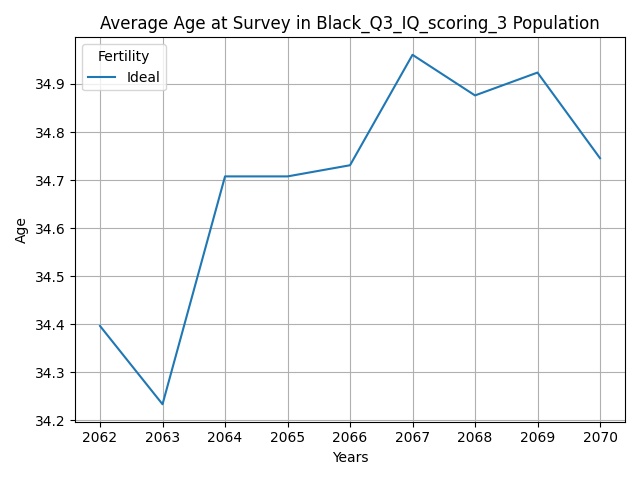 Average Age at Survey in Black_Q3_IQ_scoring_3 Population
Fertility
Ideal
Age
34.9
34.8
34.7
34.6
34.5
34.4
34.3
34.2
2062 2063 2064 2065 2066 2067 2068 2069 2070
Years